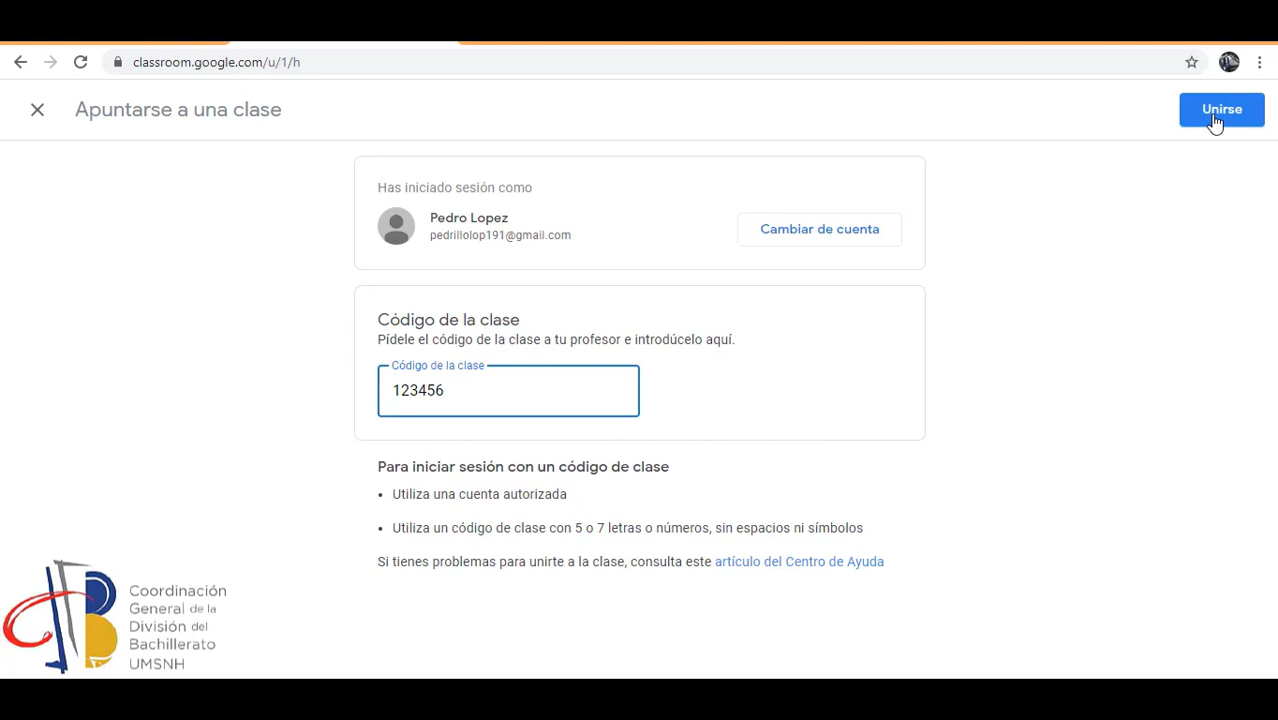 classroom.google.com/u/1/h
Apuntarse a una clase
Unirse
Has iniciado sesión como
Pedro Lopez
pedrillolop191@gmail.com
Cambiar de cuenta
Código de la clase
Pídele el código de la clase a tu profesor e introdúcelo aquí.
Código de la clase
123456
Para iniciar sesión con un código de clase
• Utiliza una cuenta autorizada
• Utiliza un código de clase con 5 o 7 letras o números, sin espacios ni símbolos
Si tienes problemas para unirte a la clase, consulta este artículo del Centro de Ayuda
Coordinación
General de la
División del
Bachillerato
UMSNH